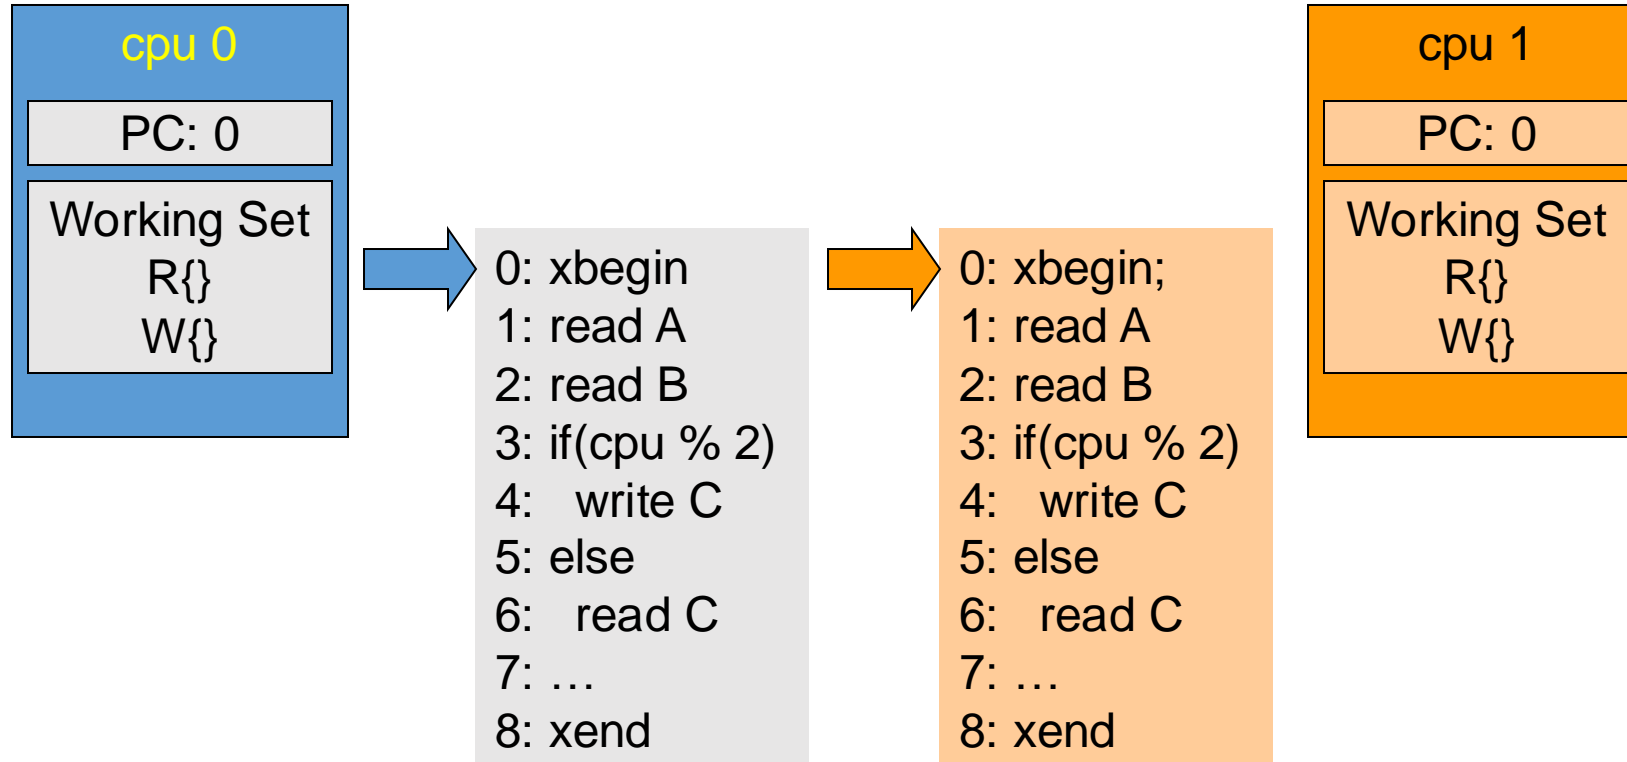 cpu 0
PC: 0
Working Set
R{}
W{}
0: xbegin
1: read A
2: read B
3: if(cpu % 2)
4: write C
5: else
6: read C
7: …
8: xend
0: xbegin;
1: read A
2: read B
3: if(cpu % 2)
4: write C
5: else
6: read C
7: …
8: xend
cpu 1
PC: 0
Working Set
R{}
W{}